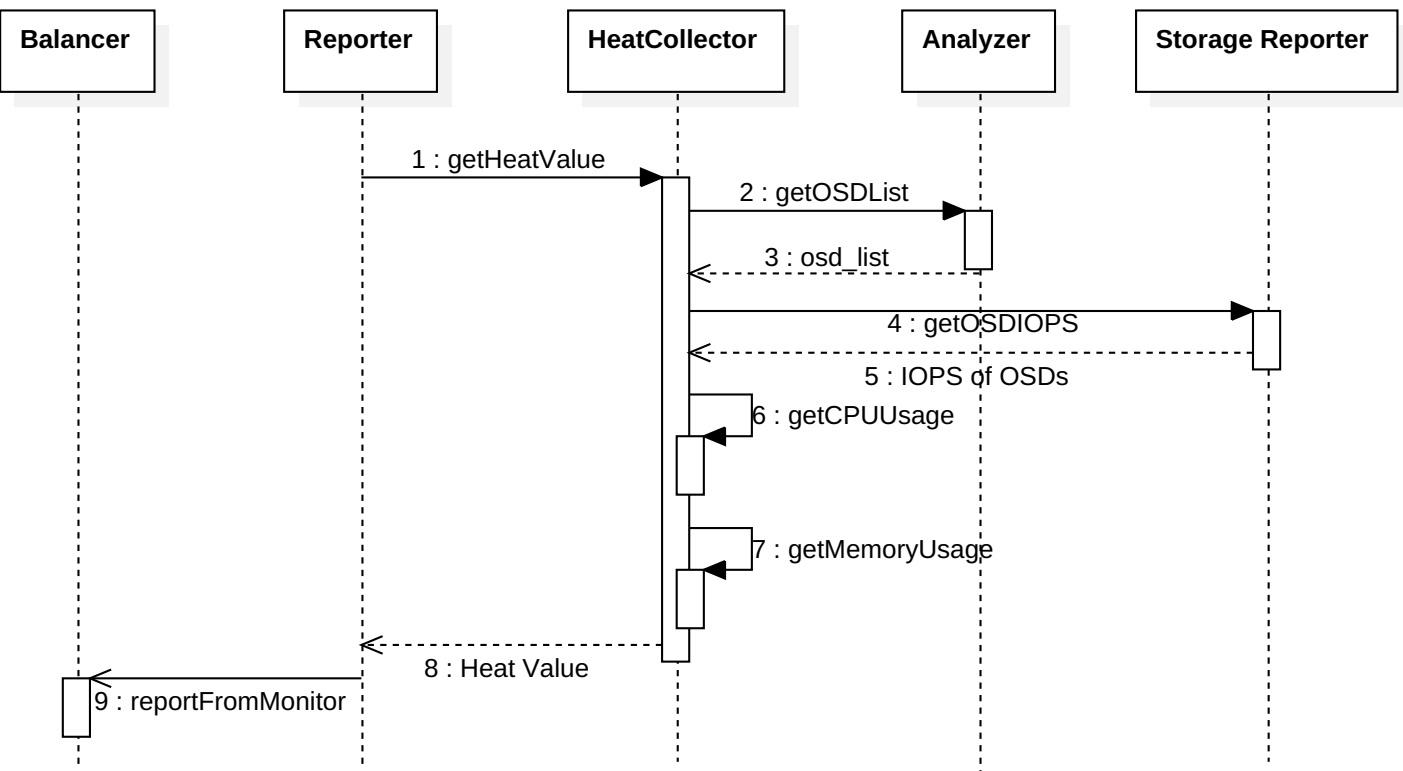 Balancer
Reporter
HeatCollector
Analyzer
Storage Reporter
1 : getHeatValue
2 : getOSDList
3 : osd_list
4 : getOSDIOPS
5 : IOPS of OSDs
6 : getCPUUsage
7 : getMemoryUsage
8 : Heat Value
9 : reportFromMonitor